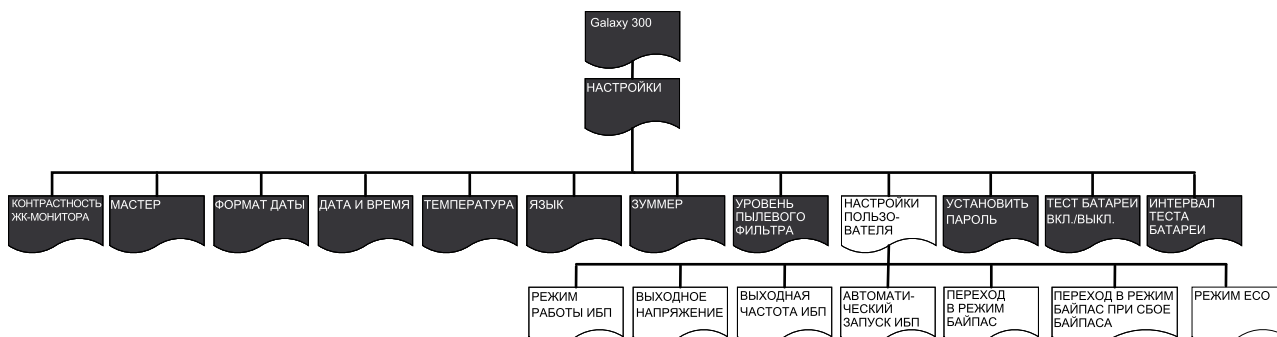 Galaxy 300
НАСТРОЙКИ
КОНТРАСТНОСТЬ
ЖК-МОНИТОРА
МАСТЕР
ФОРМАТ ДАТЫ
ДАТА И ВРЕМЯ
ТЕМПЕРАТУРА
ЯЗЫК
ЗУММЕР
УРОВЕНЬ
ПЫЛЕВОГО
ФИЛЬТРА
НАСТРОЙКИ
ПОЛЬЗО-
ВАТЕЛЯ
УСТАНОВИТЬ
ПАРОЛЬ
ТЕСТ БАТАРЕИ
ВКЛ./ВЫКЛ.
ИНТЕРВАЛ
ТЕСТА
БАТАРЕИ
РЕЖИМ
РАБОТЫ ИБП
ВЫХОДНОЕ
НАПРЯЖЕНИЕ
ВЫХОДНАЯ
ЧАСТОТА ИБП
АВТОМАТИ-
ЧЕСКИЙ
ЗАПУСК ИБП
ПЕРЕХОД
В РЕЖИМ
БАЙПАС
ПЕРЕХОД В РЕЖИМ
БАЙПАС ПРИ СБОЕ
БАЙПАСА
РЕЖИМ ECO